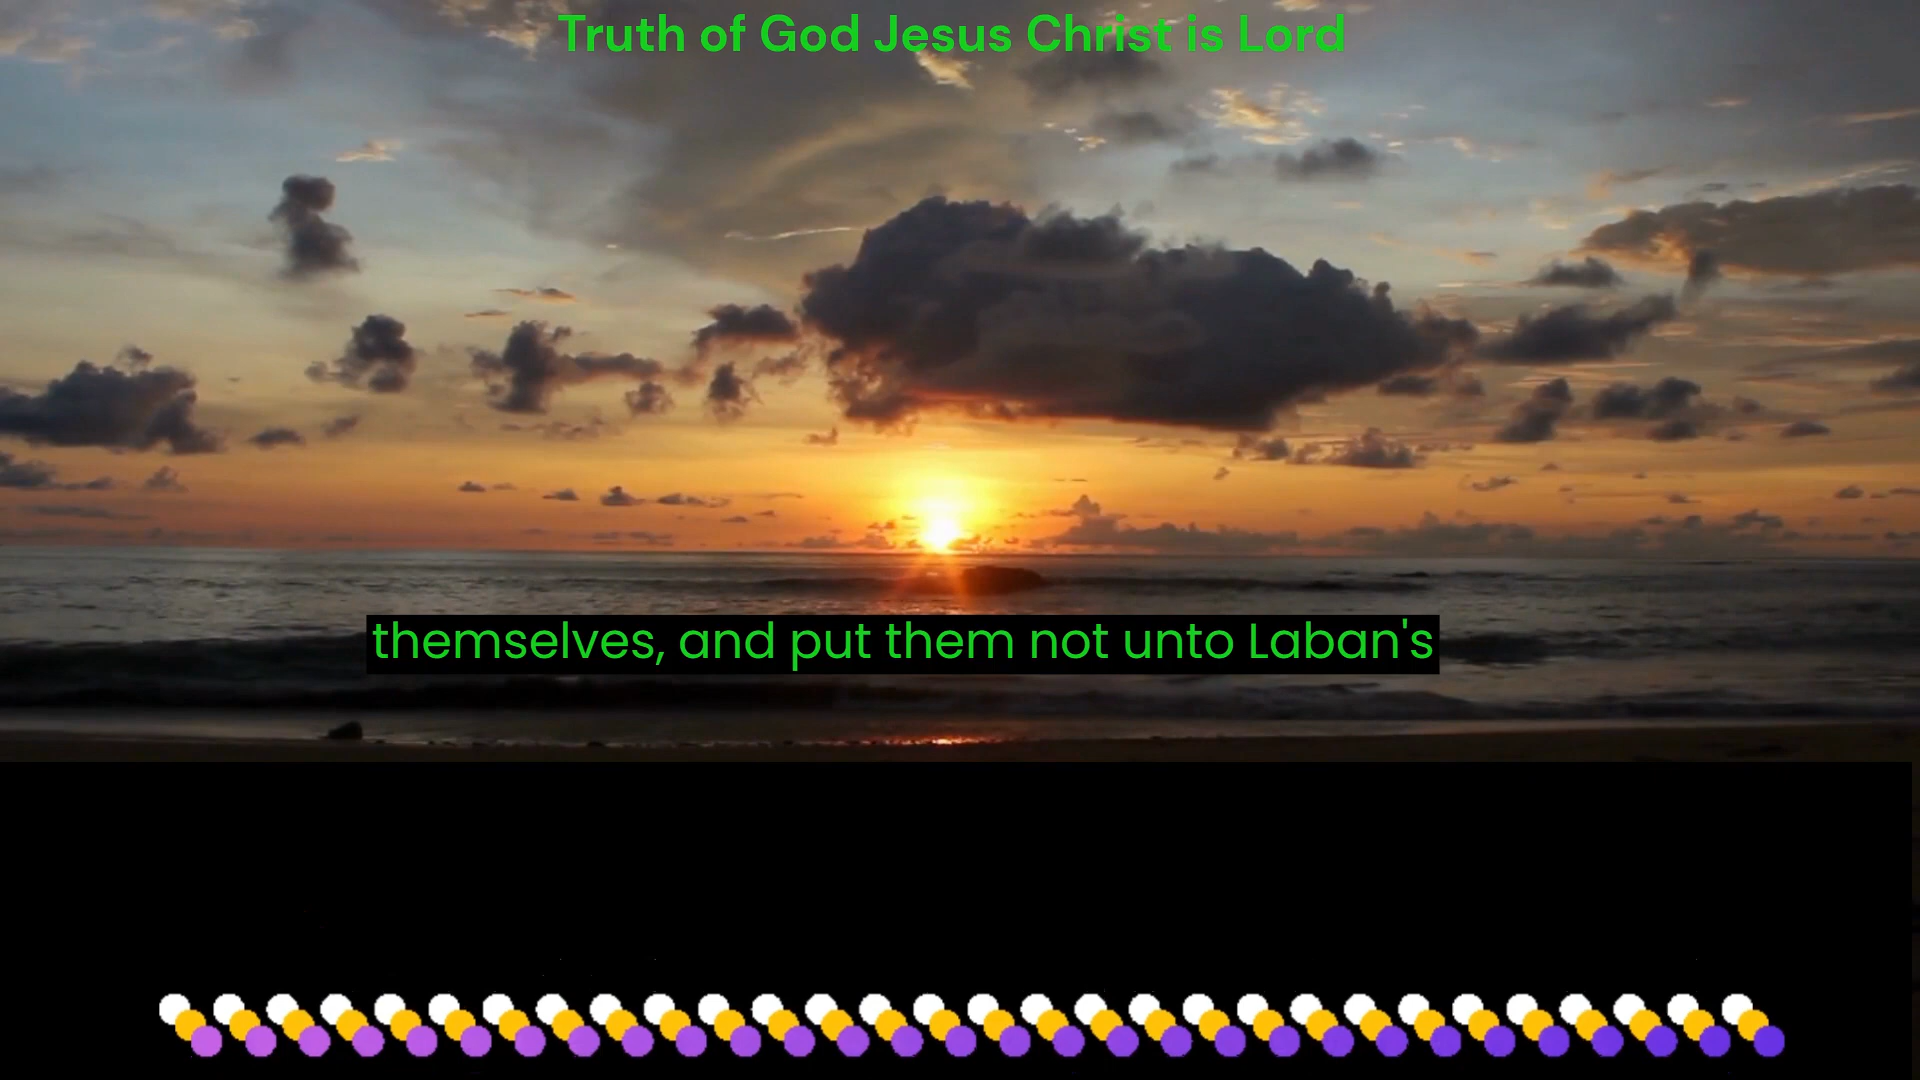 Truth of God Jesus Christ is Lord
themselves, and put them not unto Laban's